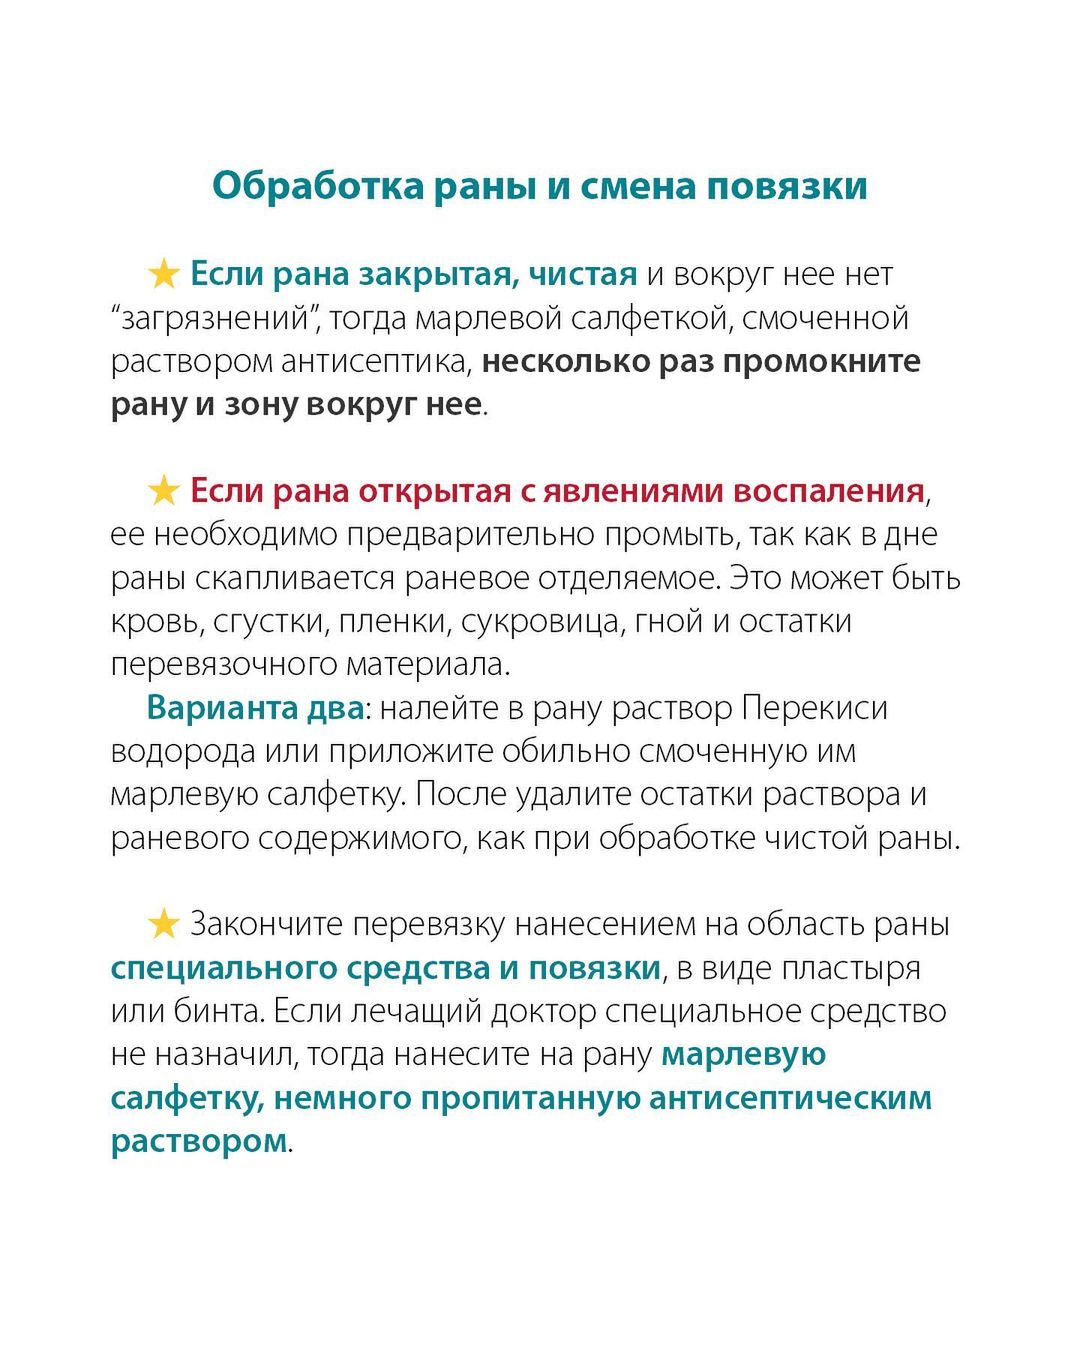 Обработка раны и смена повязки
Если рана закрытая, чистая и вокруг нее нет
“загрязнений”, тогда марлевой салфеткой, смоченной
раствором антисептика, несколько раз промокните
рану и зону вокруг нее.
Если рана открытая с явлениями воспаления,
ее необходимо предварительно промыть, так как в дне
раны скапливается раневое отделяемое. Это может быть
кровь, сгустки, пленки, сукровица, гной и остатки
перевязочного материала.
Варианта два: налейте в рану раствор Перекиси
водорода или приложите обильно смоченную им
марлевую салфетку. После удалите остатки раствора и
раневого содержимого, как при обработке чистой раны.
Закончите перевязку нанесением на область раны
специального средства и повязки, в виде пластыря
или бинта. Если лечащий доктор специальное средство
не назначил, тогда нанесите на рану марлевую
салфетку, немного пропитанную антисептическим
раствором.